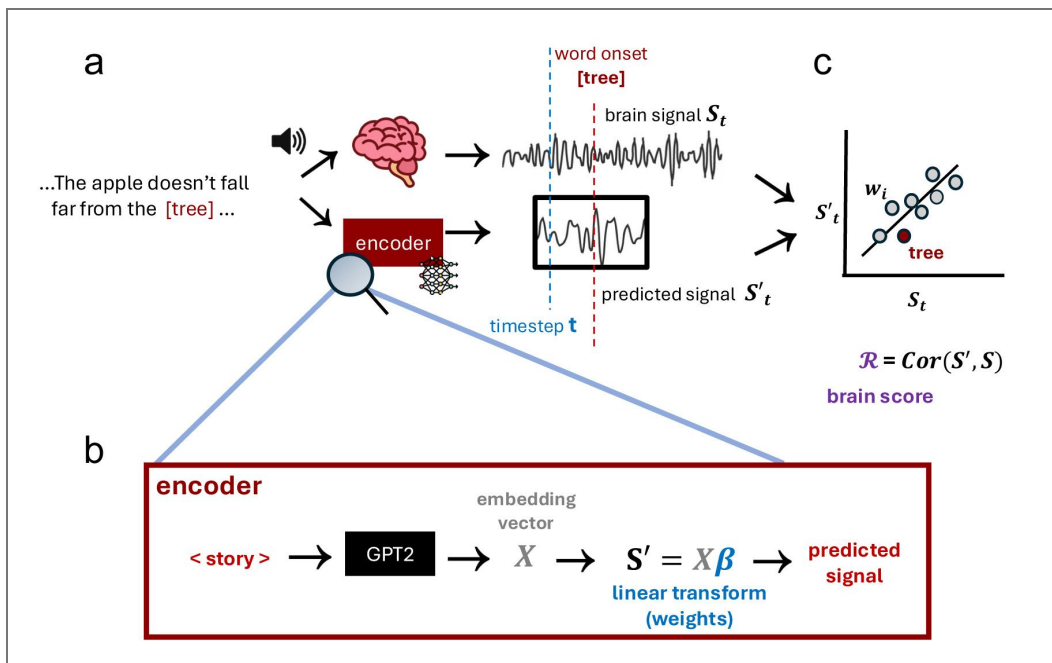 a
word onset
[tree]
c
brain signal S_t
...The apple doesn't fall
far from the [tree] ...
encoder
predicted signal S'_t
timestep t
S'_t
w_i
tree
S_t
ℛ = Cor(S', S)
brain score
b
encoder
embedding
vector
< story >
GPT2
X
S' = Xβ
linear transform
(weights)
predicted
signal